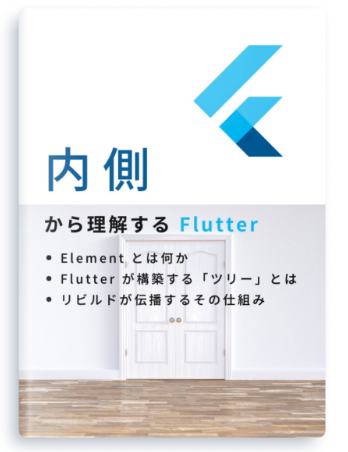 内側
から理解する Flutter
• Element とは何か
• Flutter が構築する「ツリー」とは
• リビルドが伝播するその仕組み